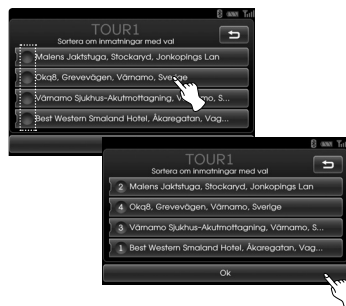 TOUR1
Sortera om inmatningar med val
Malens Jaktstuga, Stockaryd, Jonkopings Lan
Okq8, Grevevägen, Värnamo, Sverige
Värnamo Sjukhus-Akutmottagning, Värnamo, S...
Best Western Smaland Hotel, Åkaregatan, Vag...
TOUR1
Sortera om inmatningar med val
2 Malens Jaktstuga, Stockaryd, Jonkopings Lan
4 Okq8, Grevevägen, Värnamo, Sverige
3 Värnamo Sjukhus-Akutmottagning, Värnamo, S...
1 Best Western Smaland Hotel, Åkaregatan, Vag...
Ok